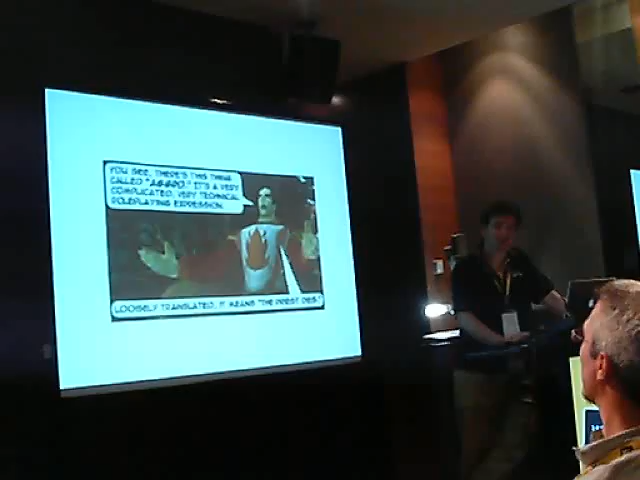 YOU SEE, THERE'S THIS THING
CALLED "AGGRO." IT'S A VERY
COMPLICATED, VERY TECHNICAL
ROLEPLAYING EXPRESSION.
LOOSELY TRANSLATED, IT MEANS "THE PRIEST DIES."